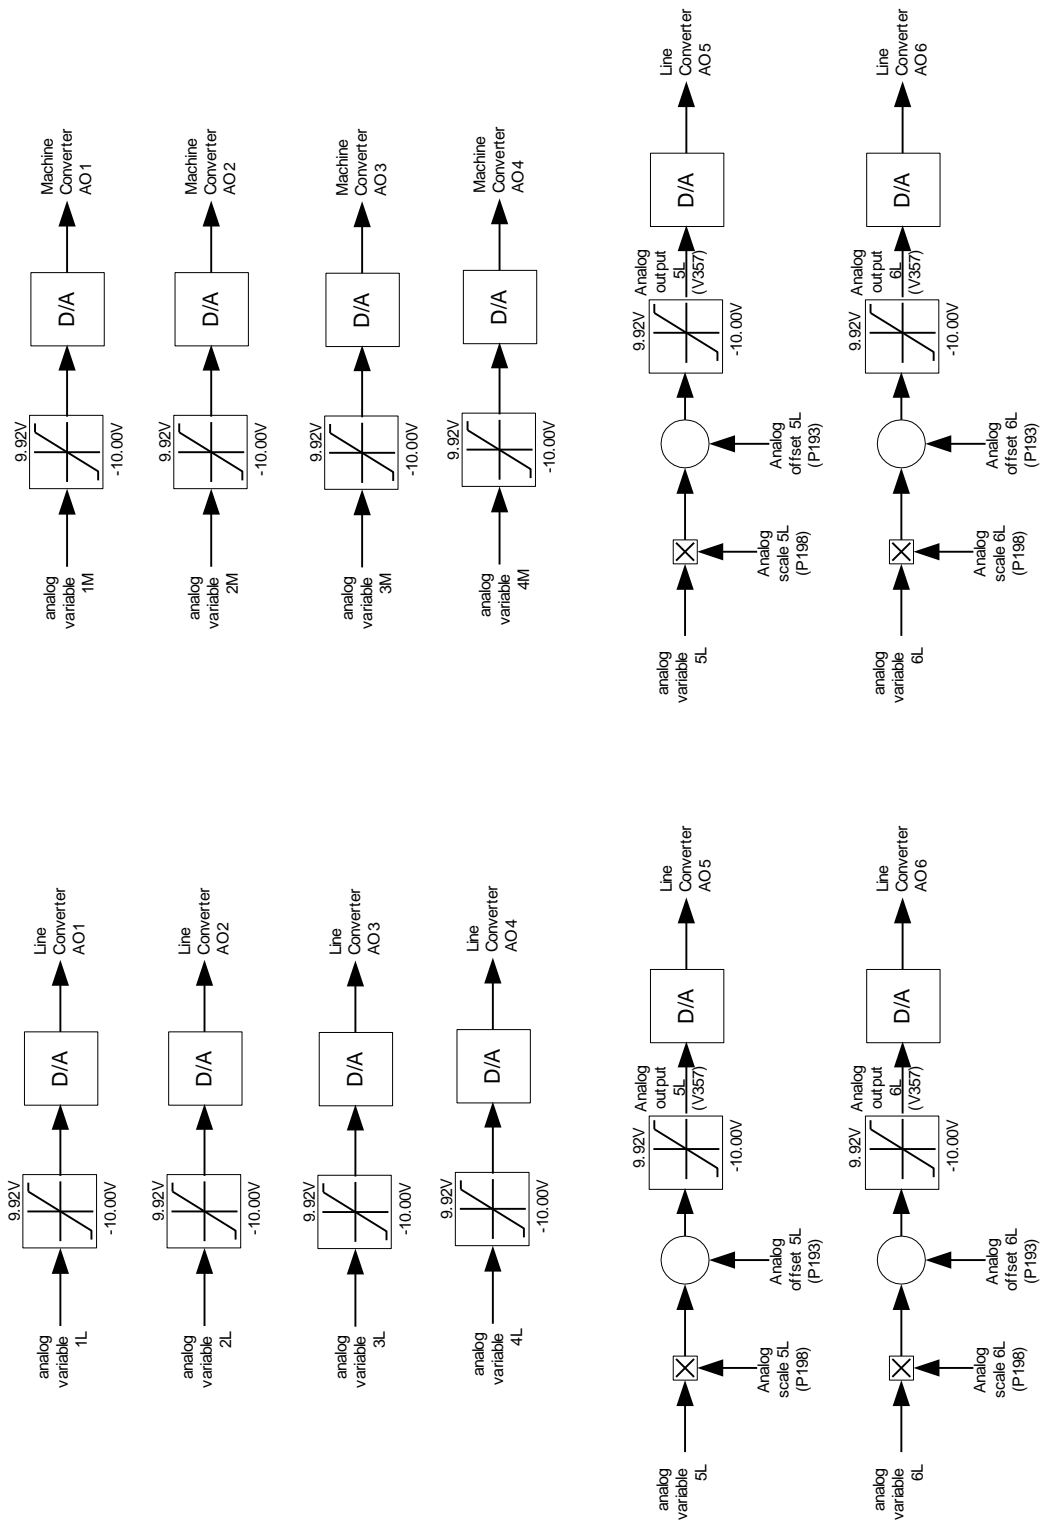 analog
variable
1L
9.92V
-10.00V
D/A
Line
Converter
AO1
analog
variable
2L
9.92V
-10.00V
D/A
Line
Converter
AO2
analog
variable
3L
9.92V
-10.00V
D/A
Line
Converter
AO3
analog
variable
4L
9.92V
-10.00V
D/A
Line
Converter
AO4
analog
variable
5L
Analog
scale 5L
(P198)
Analog
offset 5L
(P193)
9.92V
-10.00V
Analog
output
5L
(V357)
D/A
Line
Converter
AO5
analog
variable
6L
Analog
scale 6L
(P198)
Analog
offset 6L
(P193)
9.92V
-10.00V
Analog
output
6L
(V357)
D/A
Line
Converter
AO6
analog
variable
1M
9.92V
-10.00V
D/A
Machine
Converter
AO1
analog
variable
2M
9.92V
-10.00V
D/A
Machine
Converter
AO2
analog
variable
3M
9.92V
-10.00V
D/A
Machine
Converter
AO3
analog
variable
4M
9.92V
-10.00V
D/A
Machine
Converter
AO4
analog
variable
5L
Analog
scale 5L
(P198)
Analog
offset 5L
(P193)
9.92V
-10.00V
Analog
output
5L
(V357)
D/A
Line
Converter
AO5
analog
variable
6L
Analog
scale 6L
(P198)
Analog
offset 6L
(P193)
9.92V
-10.00V
Analog
output
6L
(V357)
D/A
Line
Converter
AO6